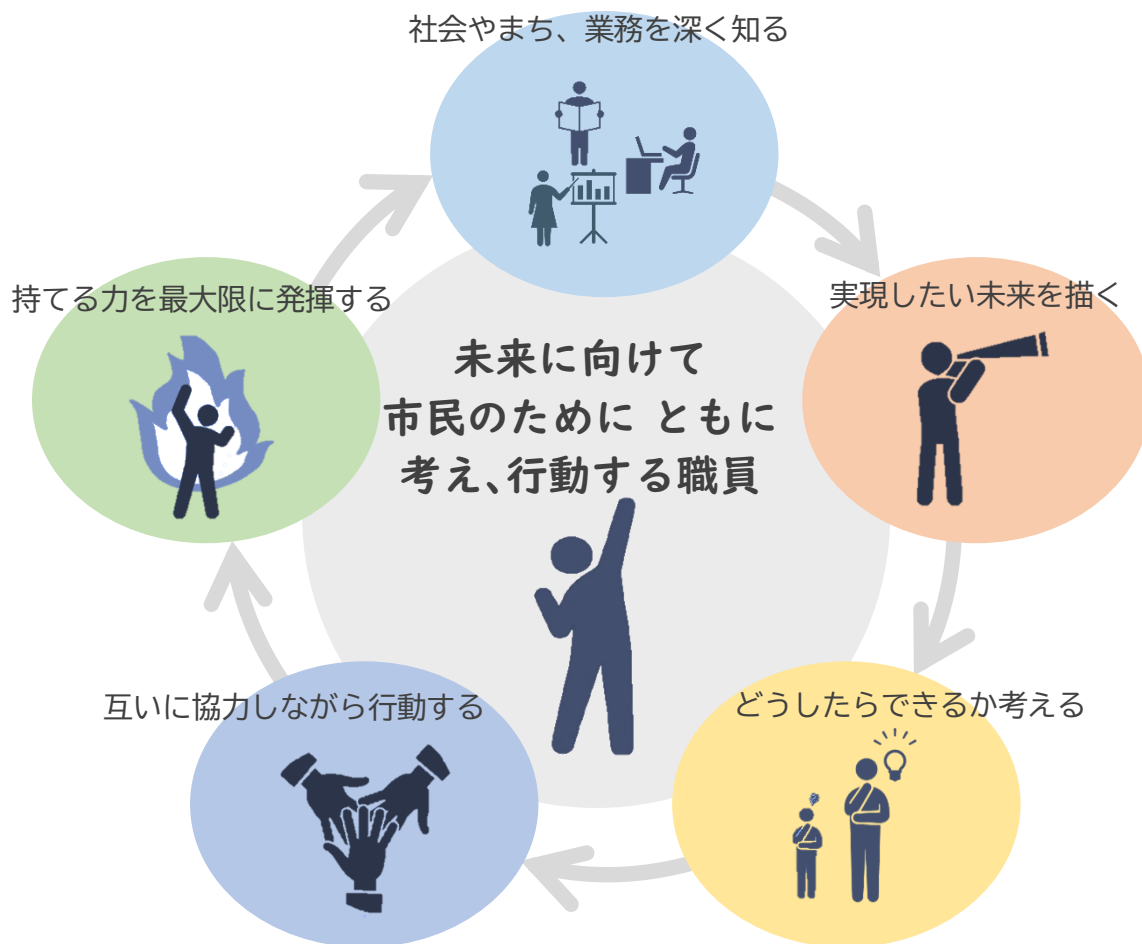 社会やまち、業務を深く知る
持てる力を最大限に発揮する
実現したい未来を描く
未来に向けて
市民のために ともに
考え、行動する職員
互いに協力しながら行動する
どうしたらできるか考える